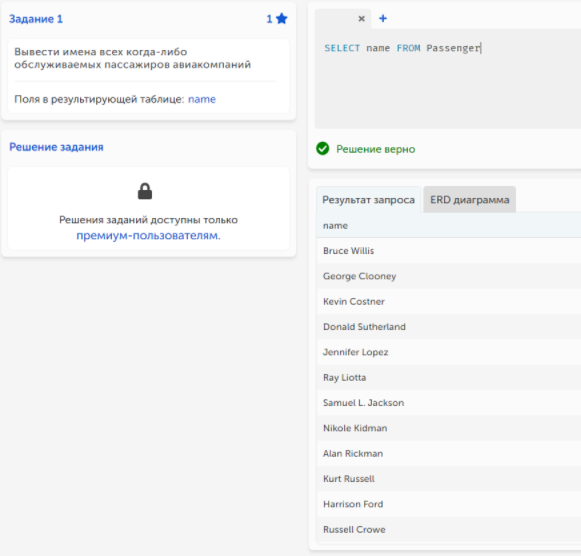 Задание 1
1
Вывести имена всех когда-либо
обслуживаемых пассажиров авиакомпаний
Поля в результирующей таблице: name
Решение задания
Решения заданий доступны только
премиум-пользователям.
× +
SELECT name FROM Passenger
Решение верно
Результат запроса ERD диаграмма
name
Bruce Willis
George Clooney
Kevin Costner
Donald Sutherland
Jennifer Lopez
Ray Liotta
Samuel L. Jackson
Nikole Kidman
Alan Rickman
Kurt Russell
Harrison Ford
Russell Crowe